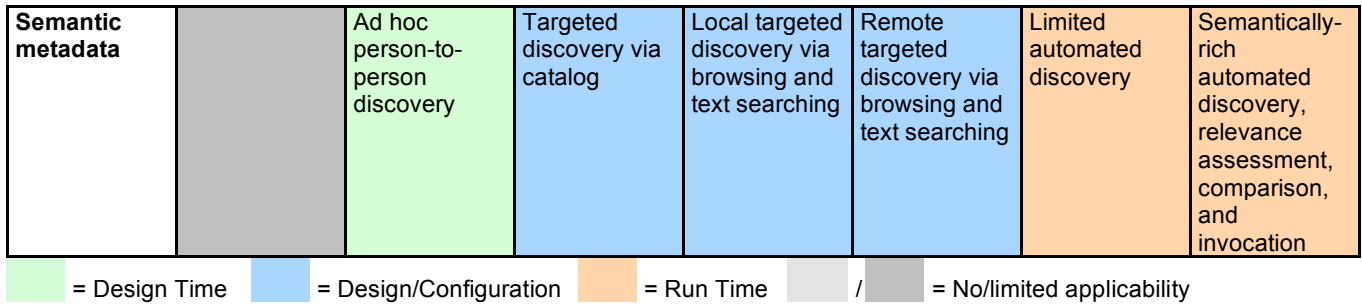 Semantic
metadata
Ad hoc
person-to-
person
discovery
Targeted
discovery via
catalog
Local targeted
discovery via
browsing and
text searching
Remote
targeted
discovery via
browsing and
text searching
Limited
automated
discovery
Semantically-
rich
automated
discovery,
relevance
assessment,
comparison,
and
invocation
= Design Time = Design/Configuration = Run Time / = No/limited applicability